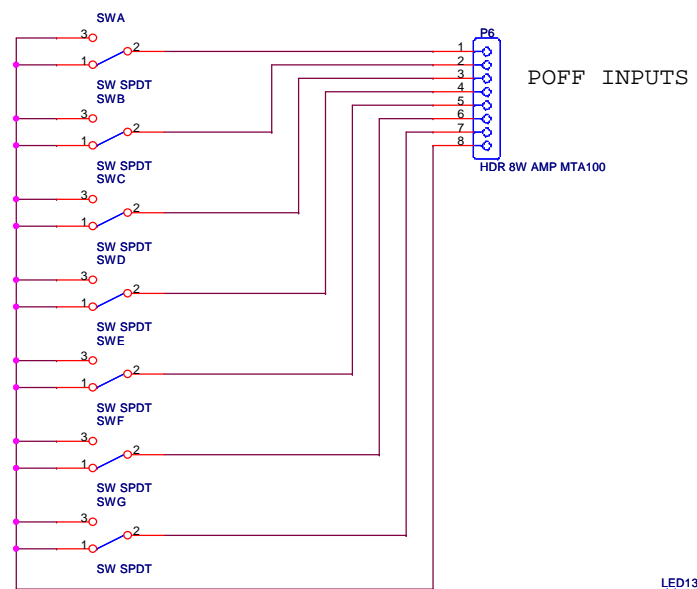 SWA
3
2
1
SW SPDT
SWB
3
2
1
SW SPDT
SWC
3
2
1
SW SPDT
SWD
3
2
1
SW SPDT
SWE
3
2
1
SW SPDT
SWF
3
2
1
SW SPDT
SWG
3
2
1
SW SPDT
P6
1
2
3
4
5
6
7
8
HDR 8W AMP MTA100
POFF INPUTS
LED13